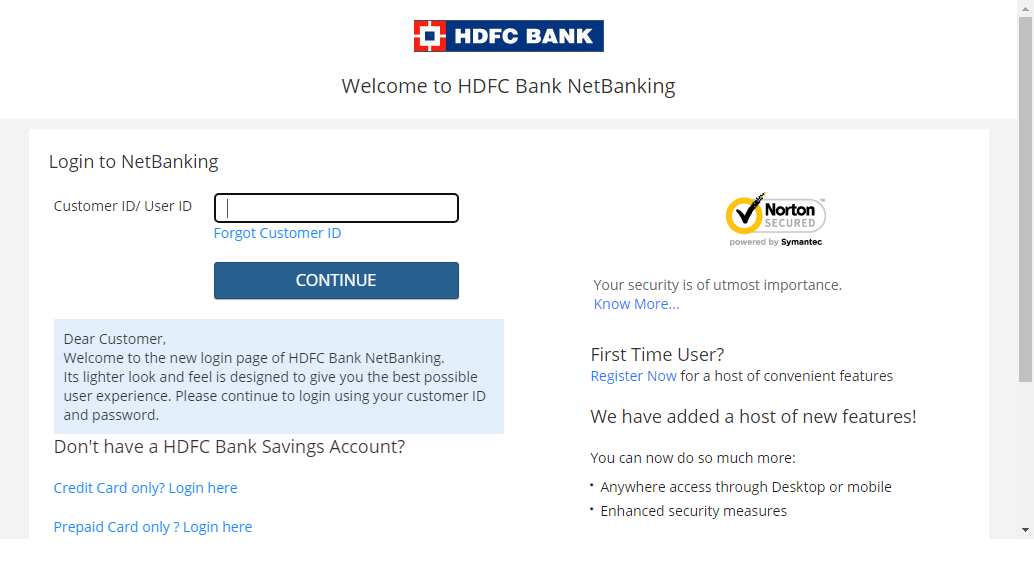 HDFC BANK
Welcome to HDFC Bank NetBanking
Login to NetBanking
Customer ID/ User ID
Forgot Customer ID
CONTINUE
Dear Customer,
Welcome to the new login page of HDFC Bank NetBanking.
Its lighter look and feel is designed to give you the best possible
user experience. Please continue to login using your customer ID
and password.
Don't have a HDFC Bank Savings Account?
Credit Card only? Login here
Prepaid Card only ? Login here
Norton
SECURED
powered by Symantec
Your security is of utmost importance.
Know More...
First Time User?
Register Now for a host of convenient features
We have added a host of new features!
You can now do so much more:
• Anywhere access through Desktop or mobile
• Enhanced security measures